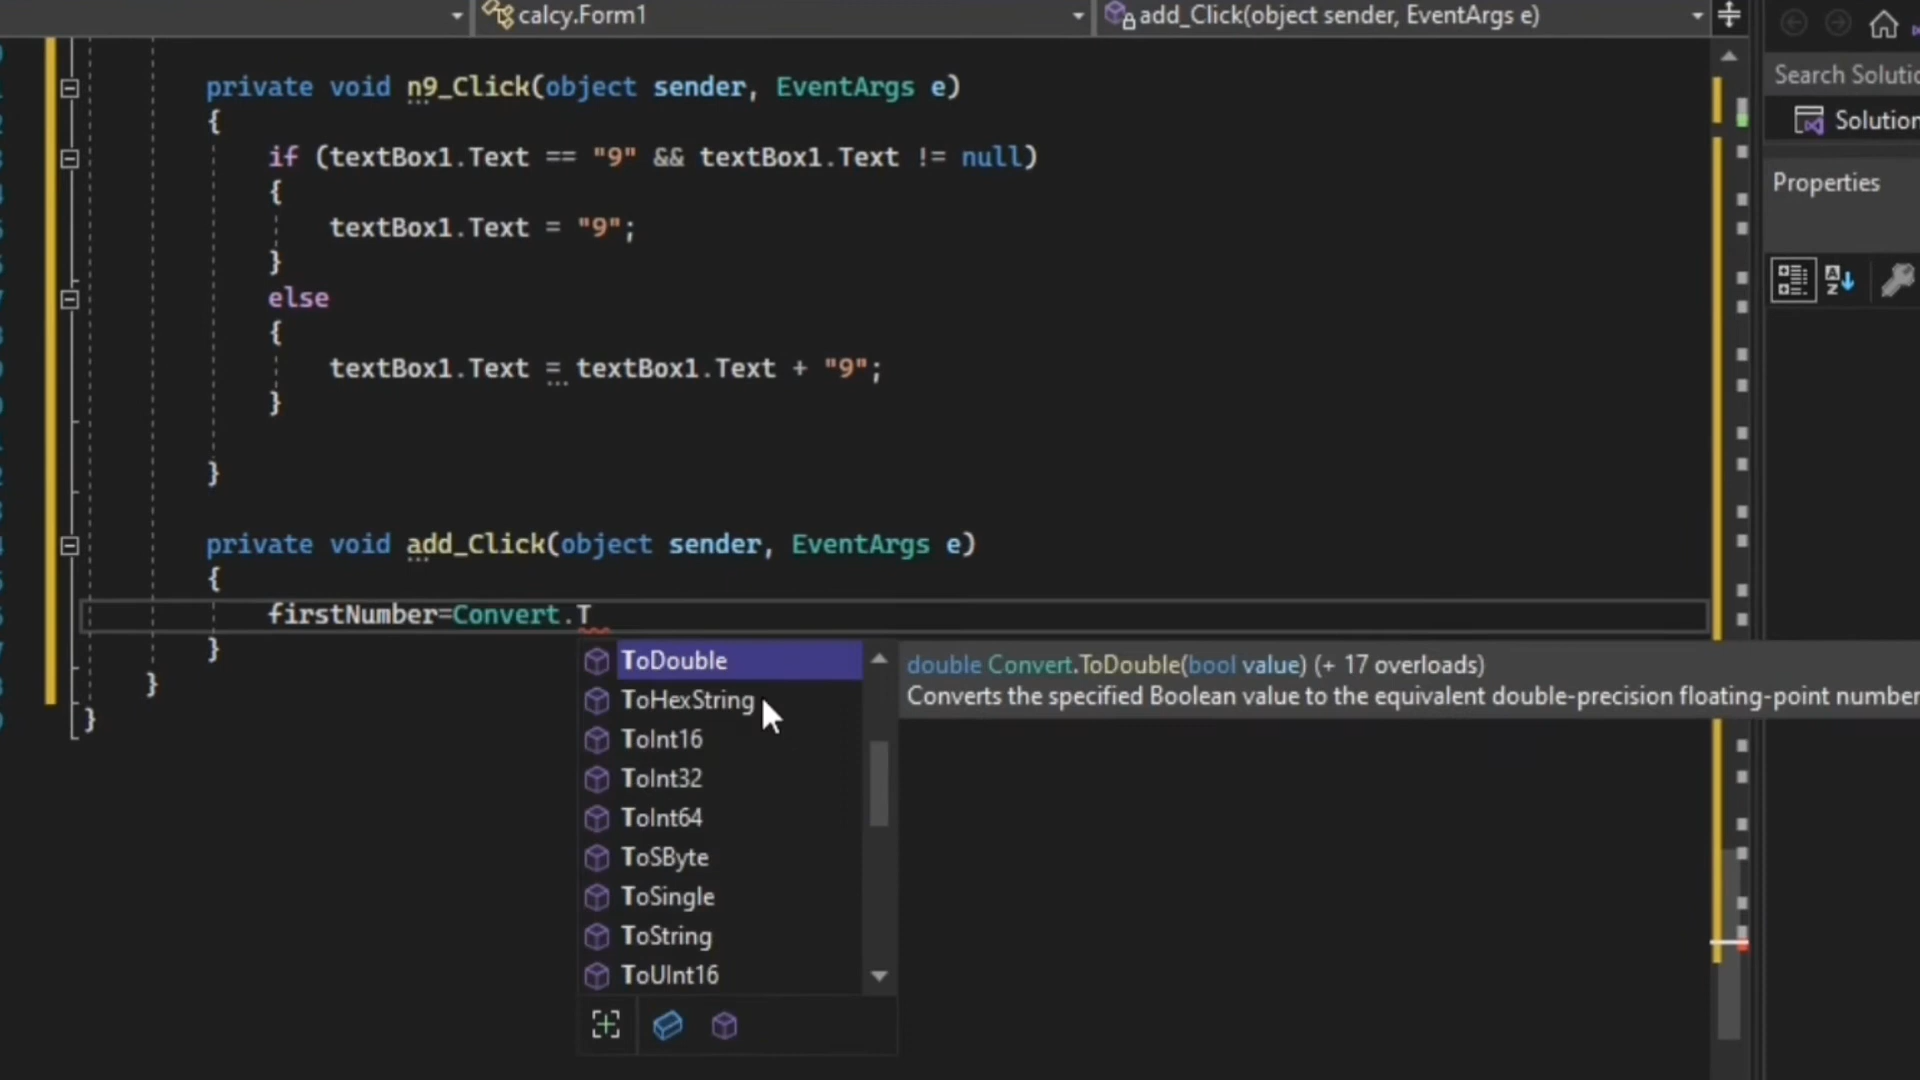 calcy.Form1
add_Click(object sender, EventArgs e)
Search Solutio
Solution
Properties
private void n9_Click(object sender, EventArgs e)
{
if (textBox1.Text == "9" && textBox1.Text != null)
{
textBox1.Text = "9";
}
else
{
textBox1.Text = textBox1.Text + "9";
}
}
private void add_Click(object sender, EventArgs e)
{
firstNumber=Convert.T
}
}
}
ToDouble
ToHexString
ToInt16
ToInt32
ToInt64
ToSByte
ToSingle
ToString
ToUInt16
double Convert.ToDouble(bool value) (+ 17 overloads)
Converts the specified Boolean value to the equivalent double-precision floating-point number